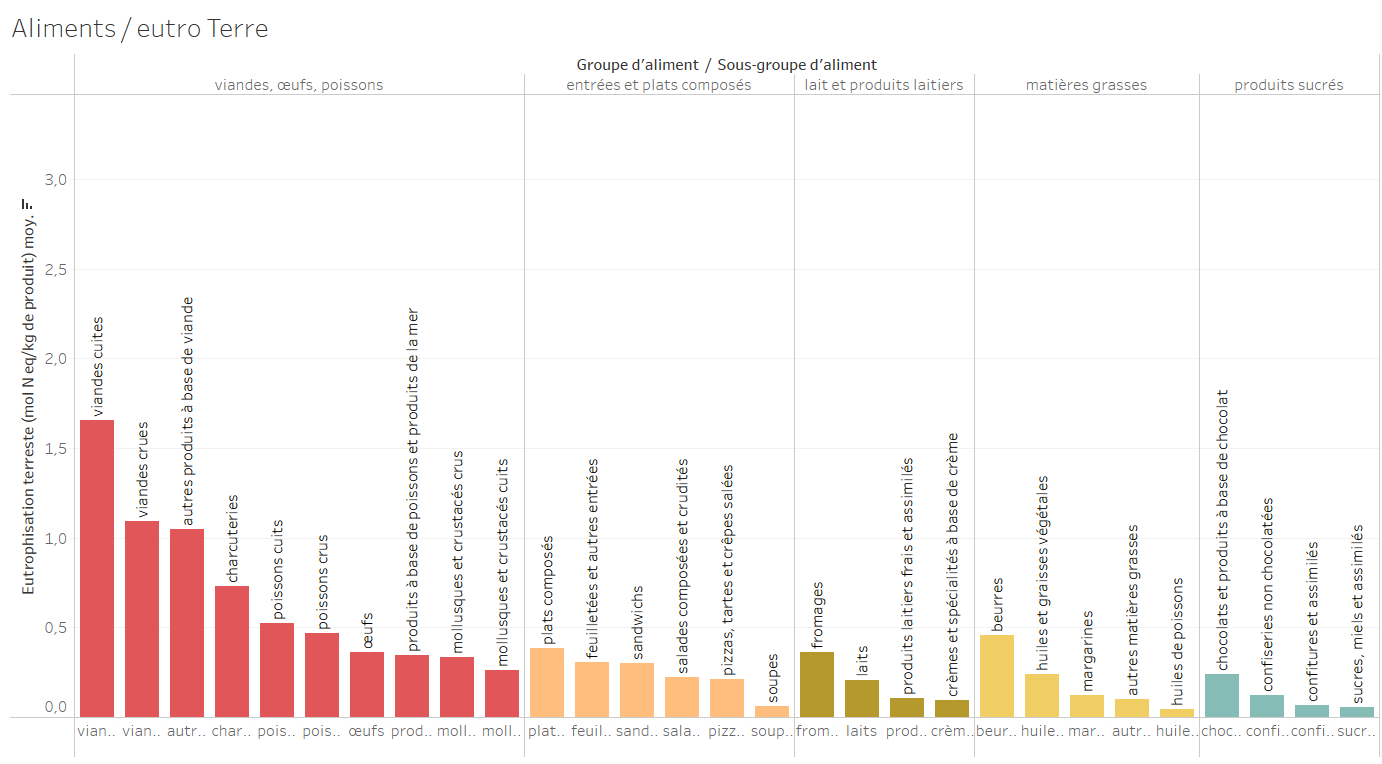 Aliments / eutro Terre
Groupe d'aliment / Sous-groupe d'aliment
viandes, œufs, poissons
entrées et plats composés
lait et produits laitiers
matières grasses
produits sucrés
Eutrophisation terreste (mol N eq/kg de produit) moy.
3,0
2,5
2,0
1,5
1,0
0,5
0,0
viandes cuites
viandes crues
autres produits à base de viande
charcuteries
poissons cuits
poissons crus
œufs
produits à base de poissons et produits de la mer
mollusques et crustacés crus
mollusques et crustacés cuits
plats composés
feuilletées et autres entrées
sandwichs
salades composées et crudités
pizzas, tartes et crêpes salées
soupes
fromages
laits
produits laitiers frais et assimilés
crèmes et spécialités à base de crème
beurres
huiles et graisses végétales
margarines
autres matières grasses
huiles de poissons
chocolats et produits à base de chocolat
confiseries non chocolatées
confitures et assimilés
sucres, miels et assimilés
vian.. vian.. autr.. char.. pois.. pois.. œufs prod.. moll.. moll.. plat.. feuil.. sand.. sala.. pizz.. soup.. from.. laits prod.. crèm.. beur.. huile.. mar.. autr.. huile.. choc.. confi.. confi.. sucr..